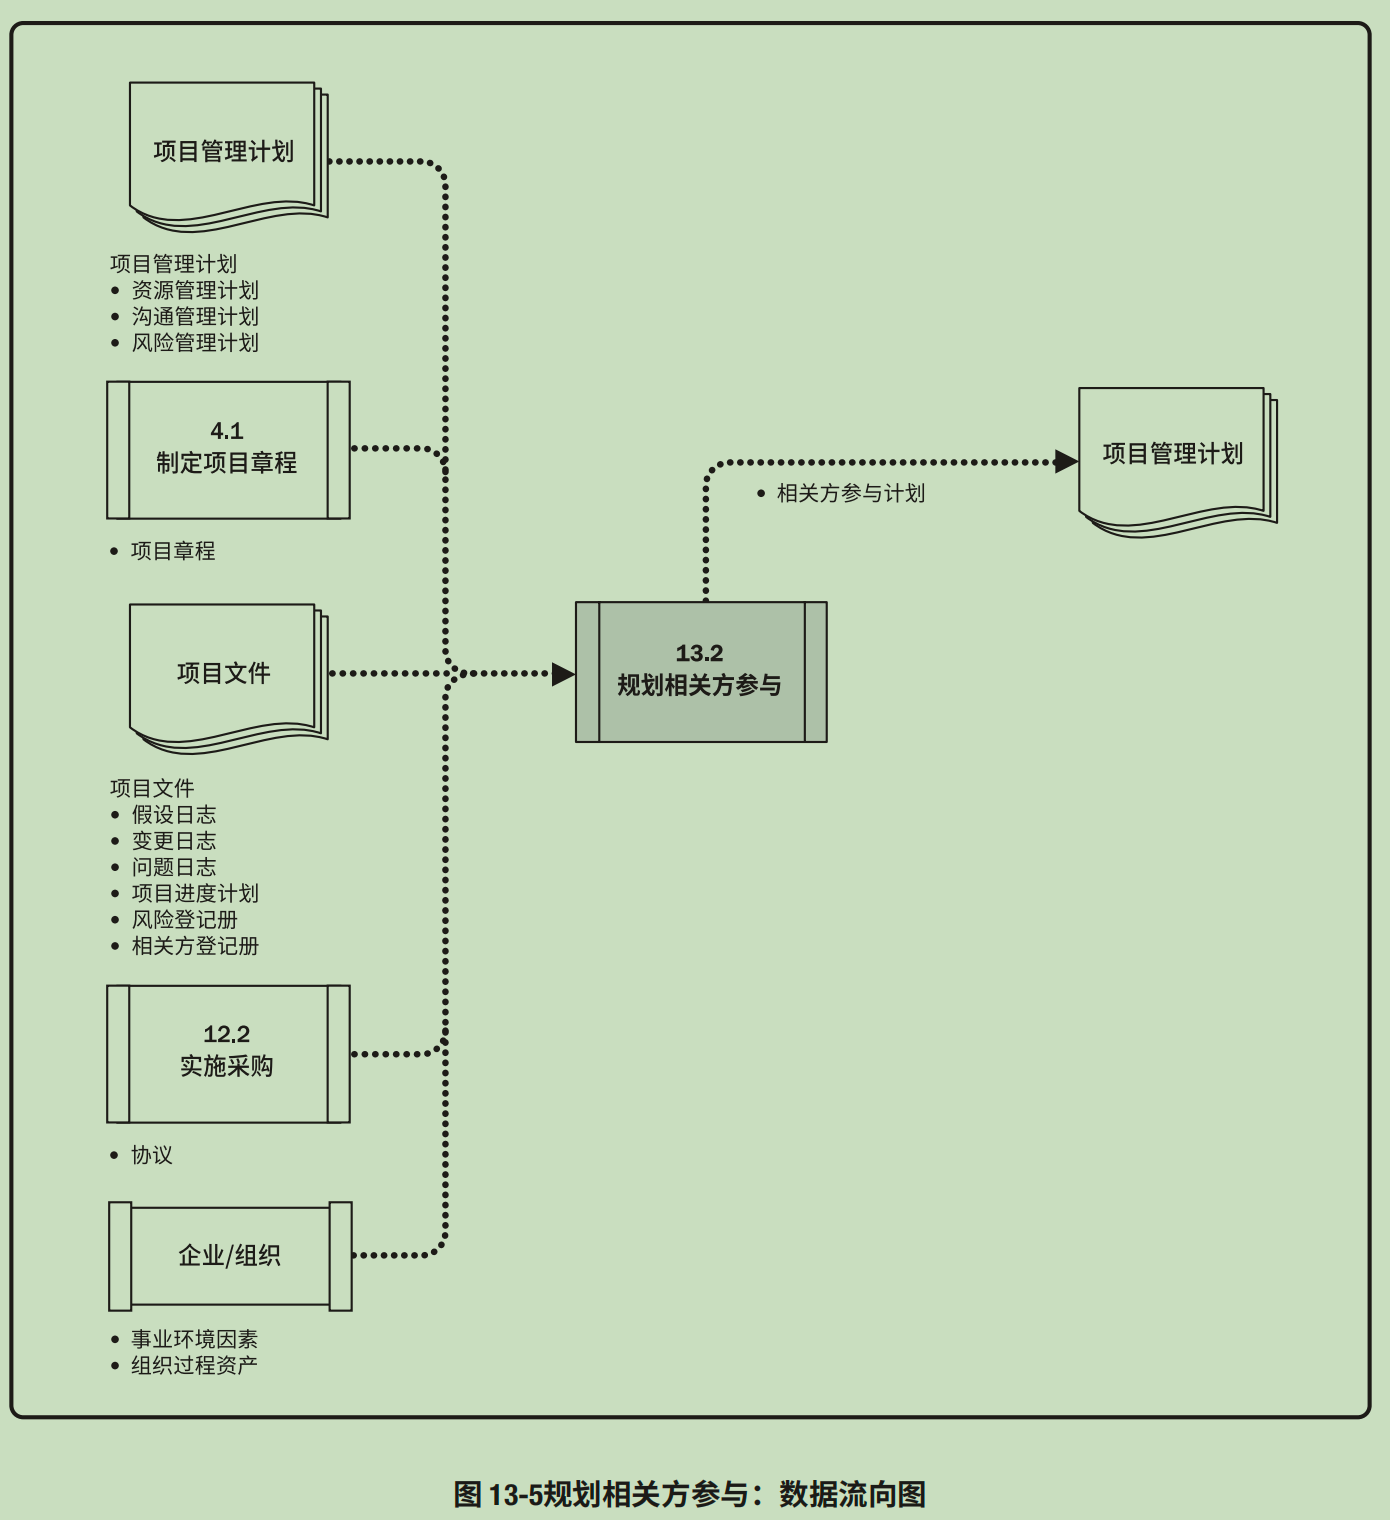 项目管理计划
项目管理计划
• 资源管理计划
• 沟通管理计划
• 风险管理计划
4.1
制定项目章程
• 项目章程
项目文件
项目文件
• 假设日志
• 变更日志
• 问题日志
• 项目进度计划
• 风险登记册
• 相关方登记册
12.2
实施采购
• 协议
企业/组织
• 事业环境因素
• 组织过程资产
13.2
规划相关方参与
• 相关方参与计划
项目管理计划
图 13-5规划相关方参与：数据流向图